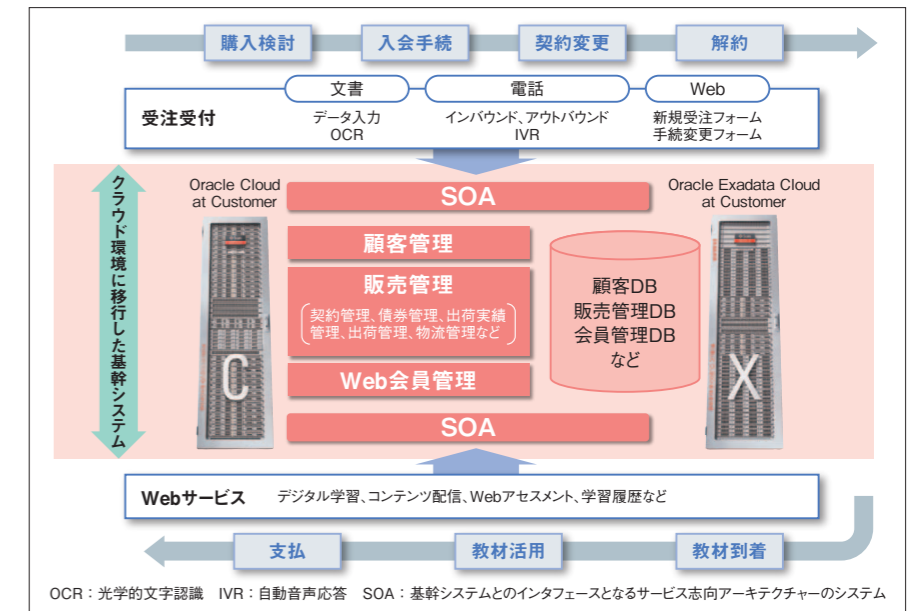 購入検討
入会手続
契約変更
解約
受注受付
文書
データ入力
OCR
電話
インバウンド、アウトバウンド
IVR
Web
新規受注フォーム
手続変更フォーム
クラウド環境に移行した基幹システム
Oracle Cloud
at Customer
C
SOA
顧客管理
販売管理
契約管理、債券管理、出荷実績
管理、出荷管理、物流管理など
Web会員管理
SOA
顧客DB
販売管理DB
会員管理DB
など
Oracle Exadata Cloud
at Customer
X
Webサービス デジタル学習、コンテンツ配信、Webアセスメント、学習履歴など
支払
教材活用
教材到着
OCR：光学的文字認識 IVR：自動音声応答 SOA：基幹システムとのインタフェースとなるサービス志向アーキテクチャーのシステム